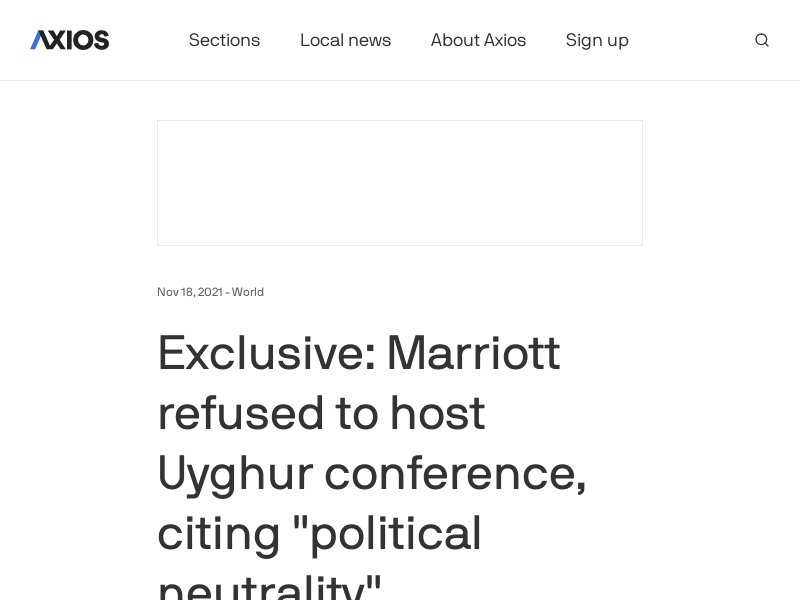 AXIOS
Sections
Local news
About Axios
Sign up
Nov 18, 2021 - World
Exclusive: Marriott
refused to host
Uyghur conference,
citing "political
neutrality"